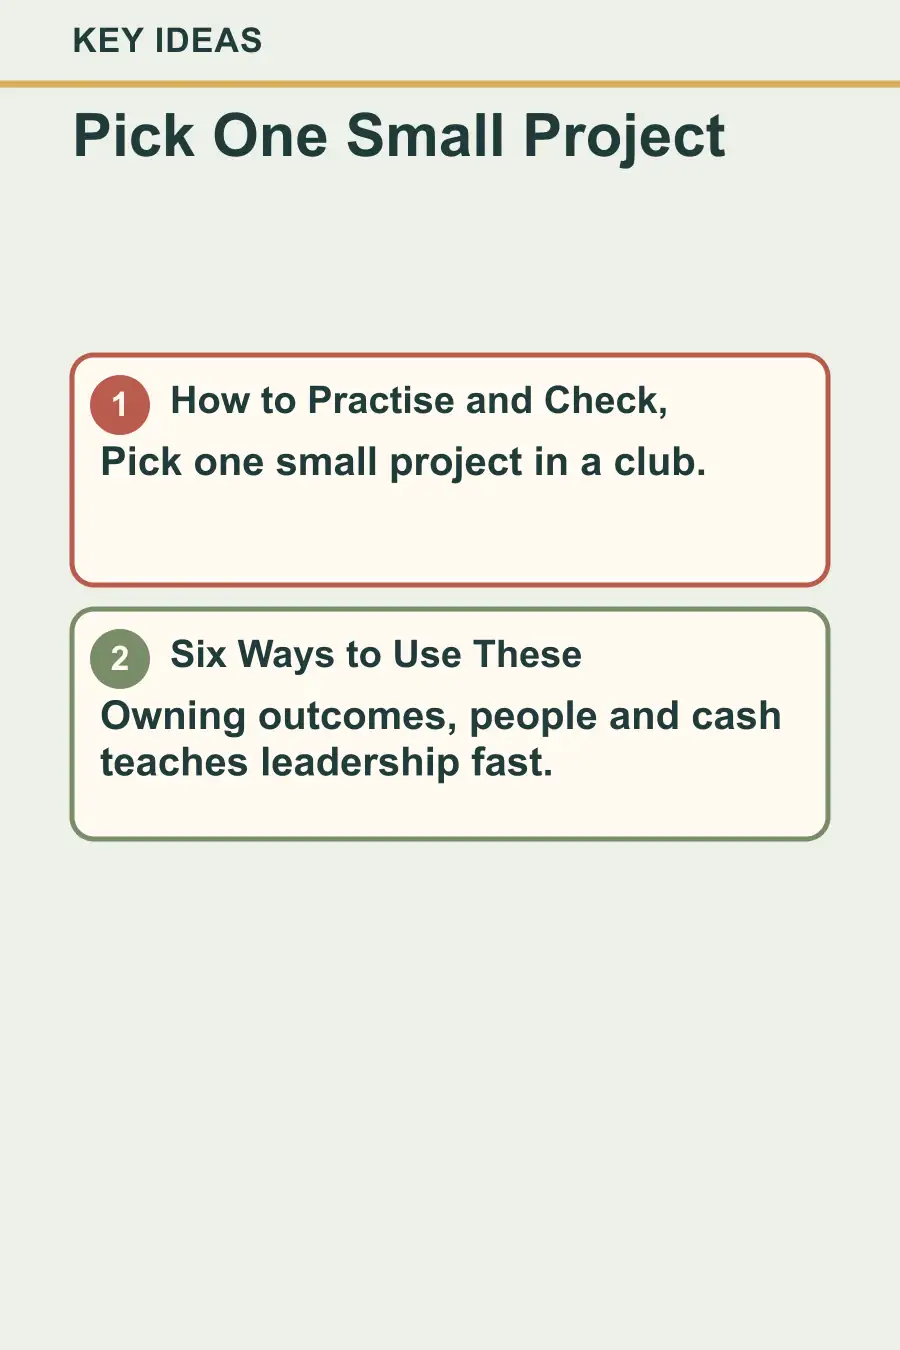 KEY IDEAS
Pick One Small Project
1 How to Practise and Check,
Pick one small project in a club.
2 Six Ways to Use These
Owning outcomes, people and cash
teaches leadership fast.